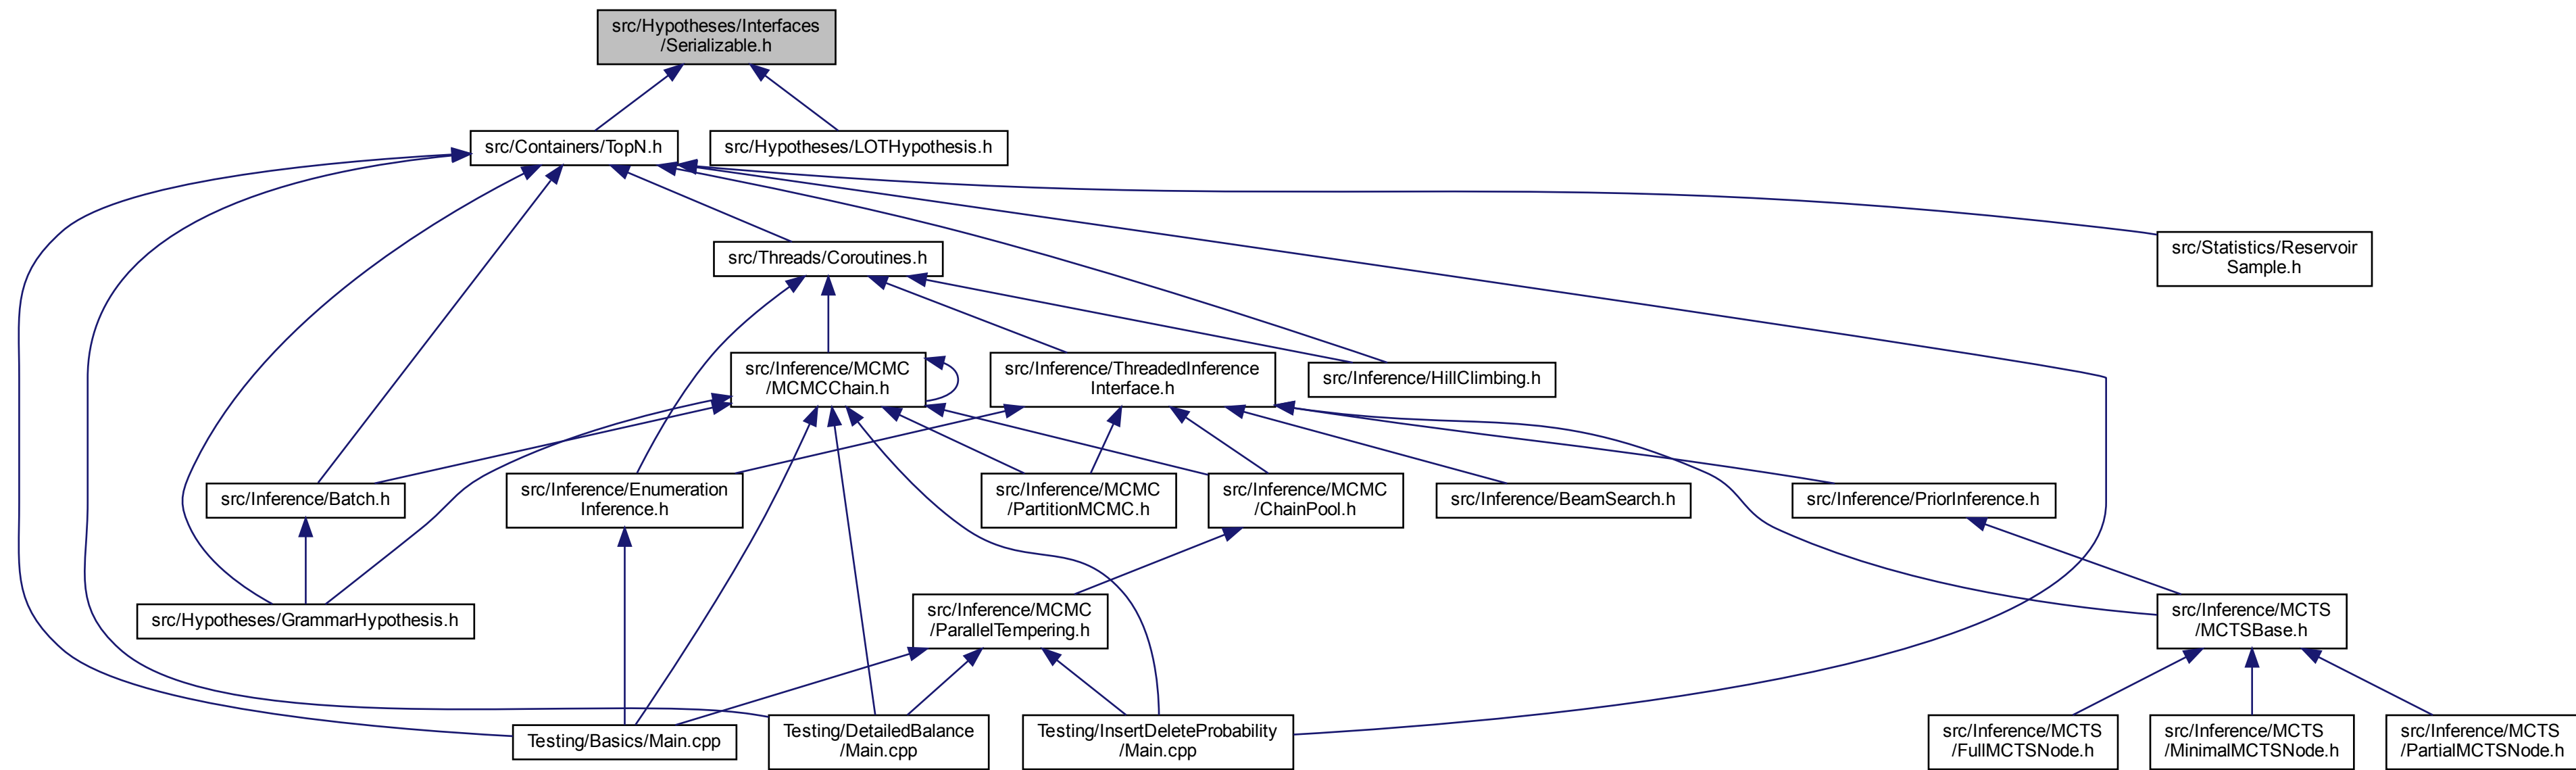 src/Hypotheses/Interfaces
/Serializable.h
src/Containers/TopN.h
src/Hypotheses/LOTHypothesis.h
src/Threads/Coroutines.h
src/Statistics/Reservoir
Sample.h
src/Inference/MCMC
/MCMCChain.h
src/Inference/ThreadedInference
Interface.h
src/Inference/HillClimbing.h
src/Inference/Batch.h
src/Inference/Enumeration
Inference.h
src/Inference/MCMC
/PartitionMCMC.h
src/Inference/MCMC
/ChainPool.h
src/Inference/BeamSearch.h
src/Inference/PriorInference.h
src/Hypotheses/GrammarHypothesis.h
src/Inference/MCMC
/ParallelTempering.h
src/Inference/MCTS
/MCTSBase.h
Testing/Basics/Main.cpp
Testing/DetailedBalance
/Main.cpp
Testing/InsertDeleteProbability
/Main.cpp
src/Inference/MCTS
/FullMCTSNode.h
src/Inference/MCTS
/MinimalMCTSNode.h
src/Inference/MCTS
/PartialMCTSNode.h